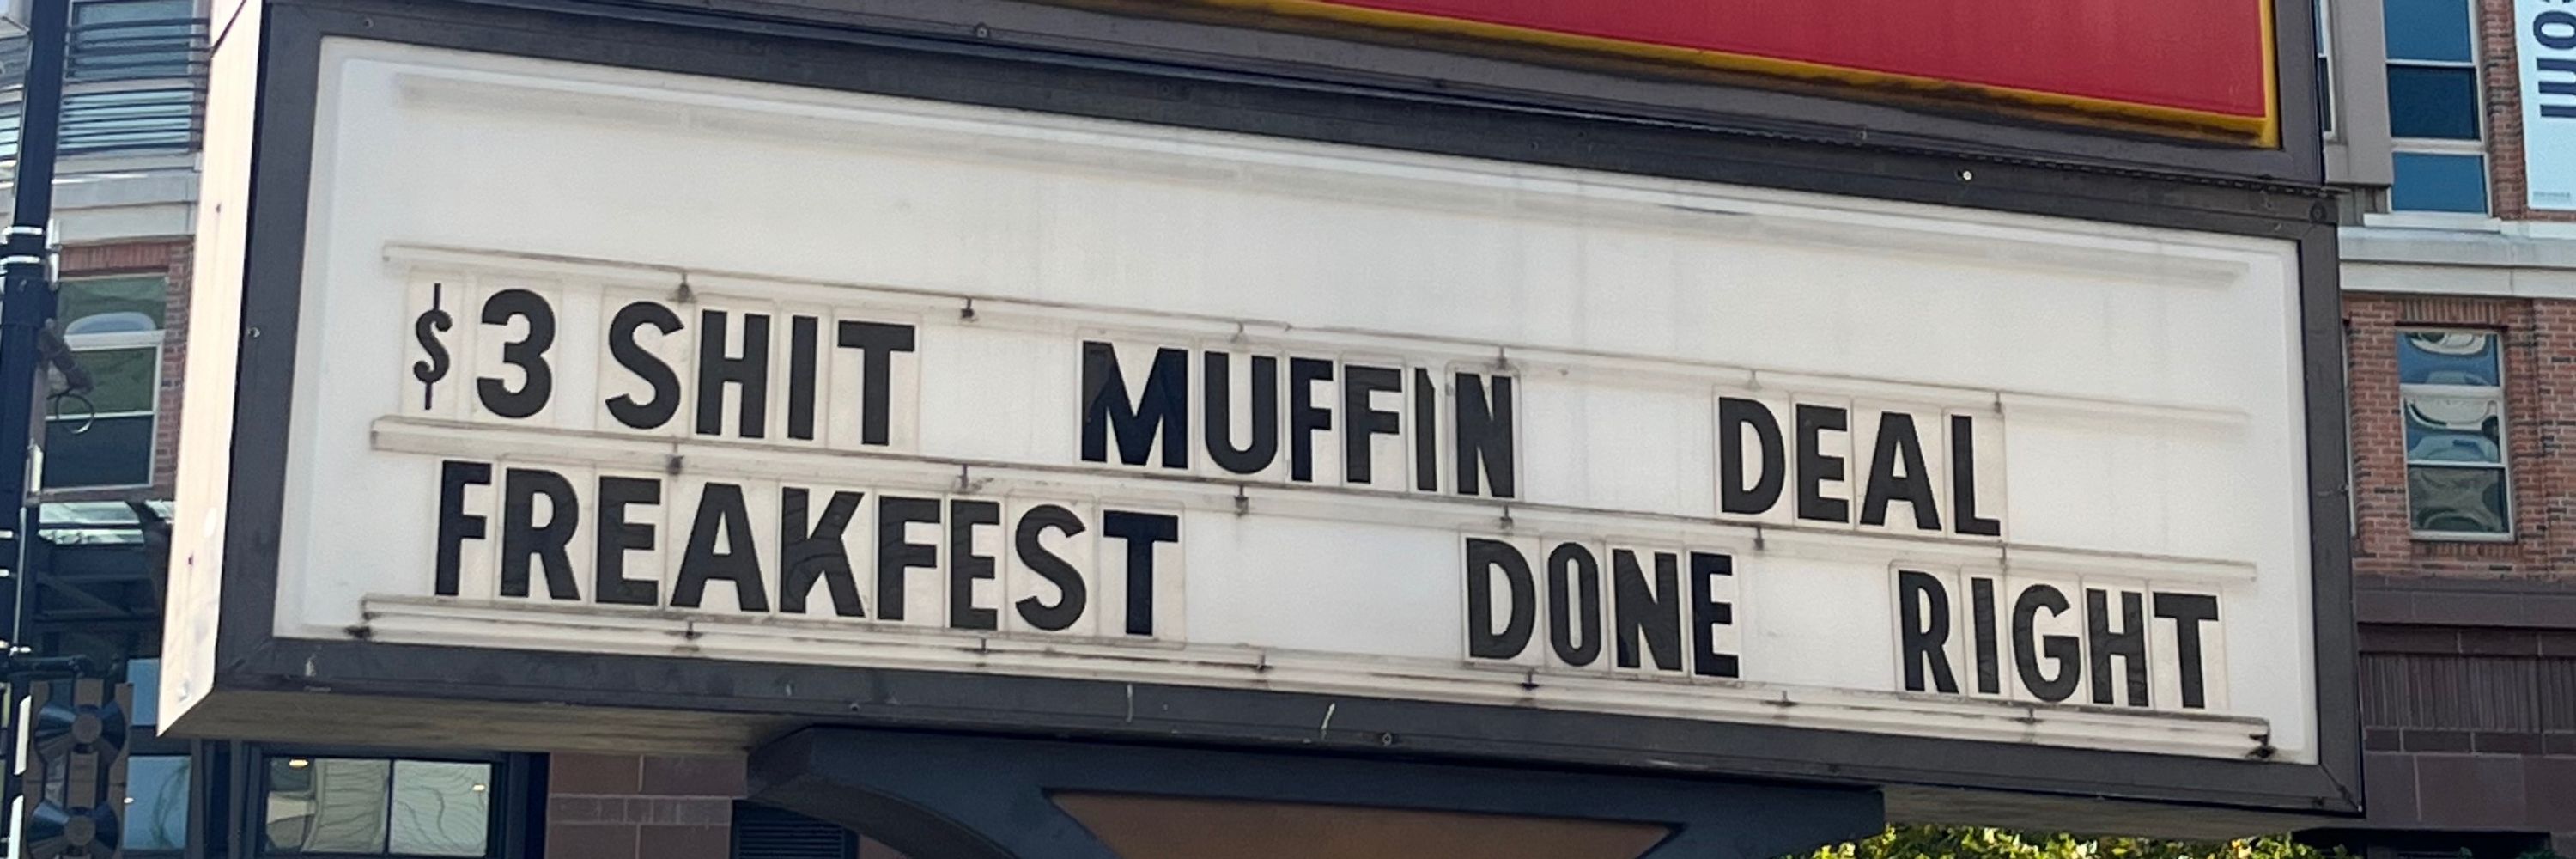 $3 SHIT MUFFIN DEAL
FREAKFEST DONE RIGHT